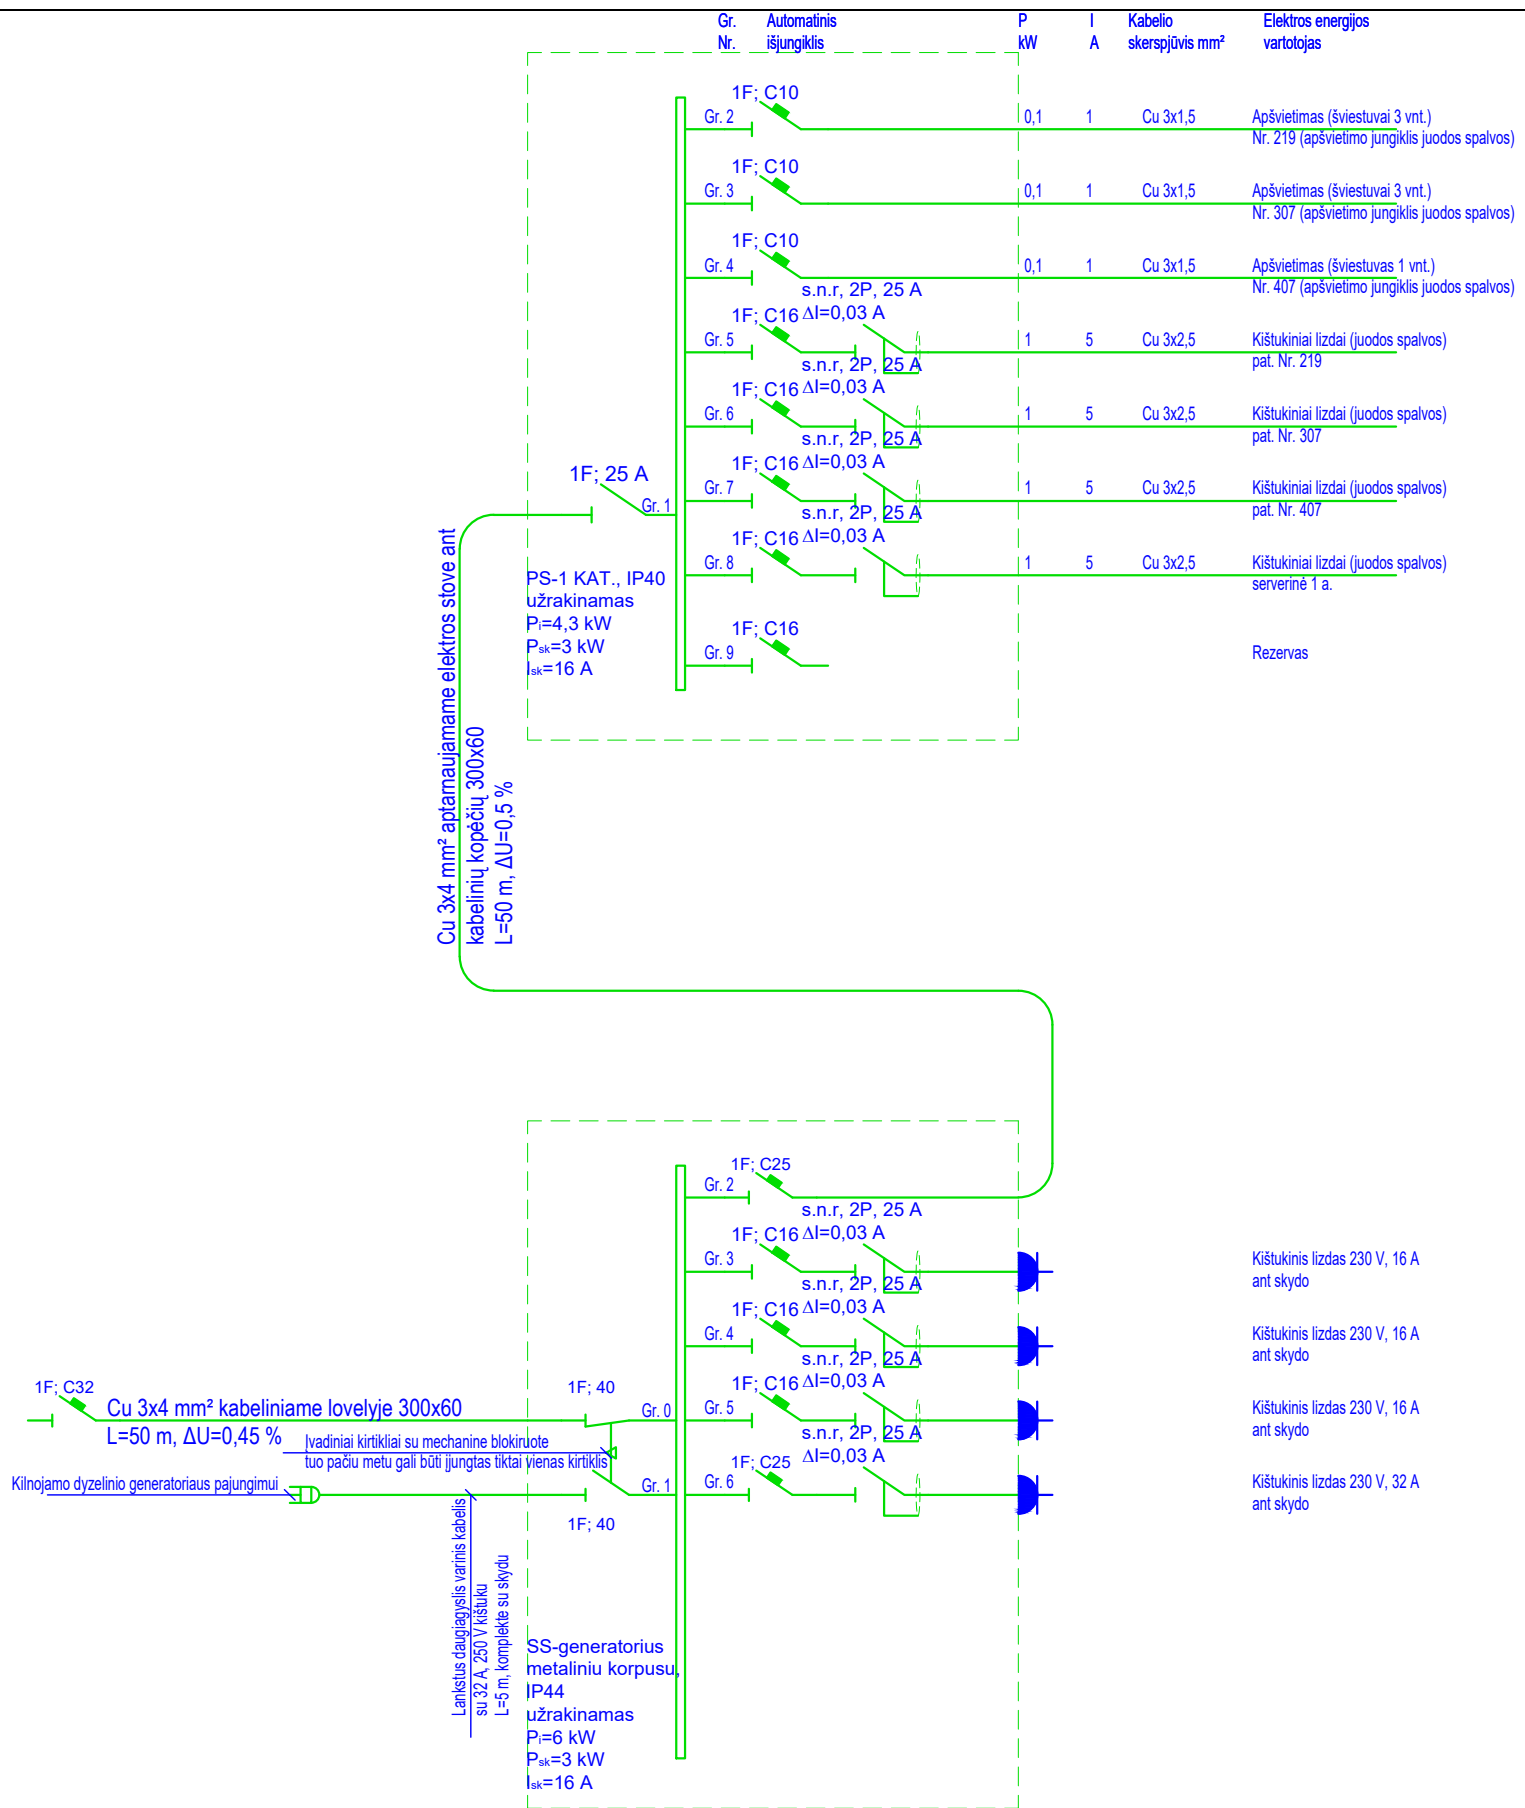 Gr. Automatinis P I Kabelio Elektros energijos
Nr. išjungiklis kW A skerspjūvis mm² vartotojas
1F; C10
Gr. 2 0,1 1 Cu 3x1,5 Apšvietimas (šviestuvai 3 vnt.)
Nr. 219 (apšvietimo jungiklis juodos spalvos)
1F; C10
Gr. 3 0,1 1 Cu 3x1,5 Apšvietimas (šviestuvai 3 vnt.)
Nr. 307 (apšvietimo jungiklis juodos spalvos)
1F; C10
Gr. 4 0,1 1 Cu 3x1,5 Apšvietimas (šviestuvas 1 vnt.)
Nr. 407 (apšvietimo jungiklis juodos spalvos)
s.n.r, 2P, 25 A
1F; C16 ΔI=0,03 A
Gr. 5 1 5 Cu 3x2,5 Kištukiniai lizdai (juodos spalvos)
pat. Nr. 219
s.n.r, 2P, 25 A
1F; C16 ΔI=0,03 A
Gr. 6 1 5 Cu 3x2,5 Kištukiniai lizdai (juodos spalvos)
pat. Nr. 307
s.n.r, 2P, 25 A
1F; C16 ΔI=0,03 A
Gr. 7 1 5 Cu 3x2,5 Kištukiniai lizdai (juodos spalvos)
pat. Nr. 407
s.n.r, 2P, 25 A
1F; C16 ΔI=0,03 A
Gr. 8 1 5 Cu 3x2,5 Kištukiniai lizdai (juodos spalvos)
serverinė 1 a.
1F; C16
Gr. 9 Rezervas
1F; 25 A
Gr. 1
PS-1 KAT., IP40
užrakinamas
Pi=4,3 kW
Psk=3 kW
Isk=16 A
Cu 3x4 mm² aptarnaujamame elektros stove ant
kabelinių kopėčių 300x60
L=50 m, ΔU=0,5 %
1F; C25
Gr. 2
s.n.r, 2P, 25 A
1F; C16 ΔI=0,03 A
Gr. 3 Kištukinis lizdas 230 V, 16 A
ant skydo
s.n.r, 2P, 25 A
1F; C16 ΔI=0,03 A
Gr. 4 Kištukinis lizdas 230 V, 16 A
ant skydo
s.n.r, 2P, 25 A
1F; C16 ΔI=0,03 A
Gr. 5 Kištukinis lizdas 230 V, 16 A
ant skydo
s.n.r, 2P, 25 A
1F; C25 ΔI=0,03 A
Gr. 6 Kištukinis lizdas 230 V, 32 A
ant skydo
1F; C32
Cu 3x4 mm² kabeliniame lovelyje 300x60
L=50 m, ΔU=0,45 %
1F; 40
Gr. 0
Įvadiniai kirtikliai su mechanine blokiruote
tuo pačiu metu gali būti įjungtas tiktai vienas kirtiklis
Kilnojamo dyzelinio generatoriaus pajungimui
Gr. 1
1F; 40
Lankstus daugiagyslis varinis kabelis
su 32 A, 250 V kištuku
L=5 m, komplekte su skydu
SS-generatorius
metaliniu korpusu,
IP44
užrakinamas
Pi=6 kW
Psk=3 kW
Isk=16 A